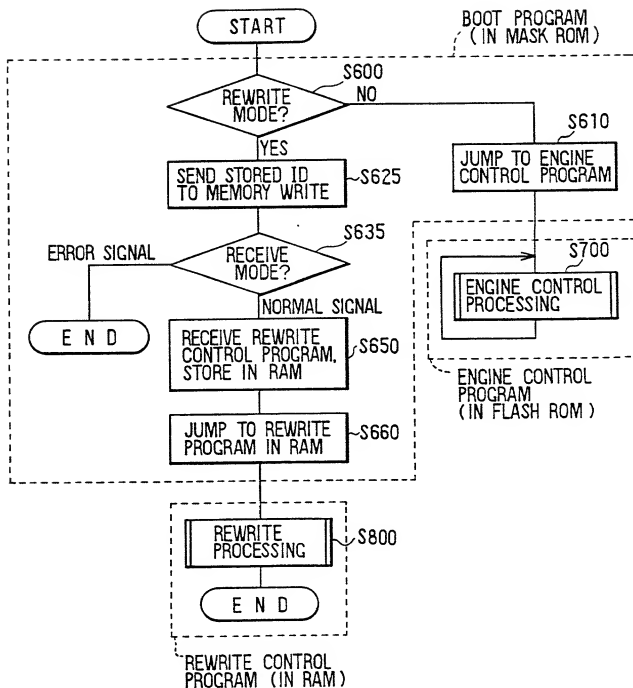 START
BOOT PROGRAM
(IN MASK ROM)
S600
REWRITE
MODE?
NO
YES
S610
JUMP TO ENGINE
CONTROL PROGRAM
SEND STORED ID
TO MEMORY WRITE
S625
S635
ERROR SIGNAL
RECEIVE
MODE?
NORMAL SIGNAL
S700
ENGINE CONTROL
PROCESSING
END
RECEIVE REWRITE
CONTROL PROGRAM,
STORE IN RAM
S650
ENGINE CONTROL
PROGRAM
(IN FLASH ROM)
JUMP TO REWRITE
PROGRAM IN RAM
S660
REWRITE
PROCESSING
S800
END
REWRITE CONTROL
PROGRAM (IN RAM)